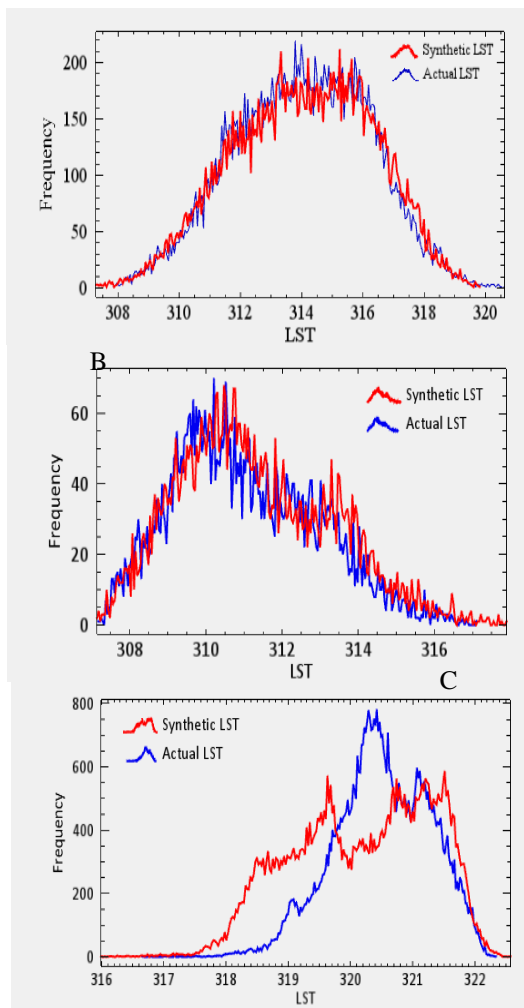 Synthetic LST
Actual LST
Frequency
200
150
100
50
0
308 310 312 314 316 318 320
LST
B
Synthetic LST
Actual LST
Frequency
60
40
20
0
308 310 312 314 316
LST
C
Synthetic LST
Actual LST
Frequency
800
600
400
200
0
316 317 318 319 320 321 322
LST